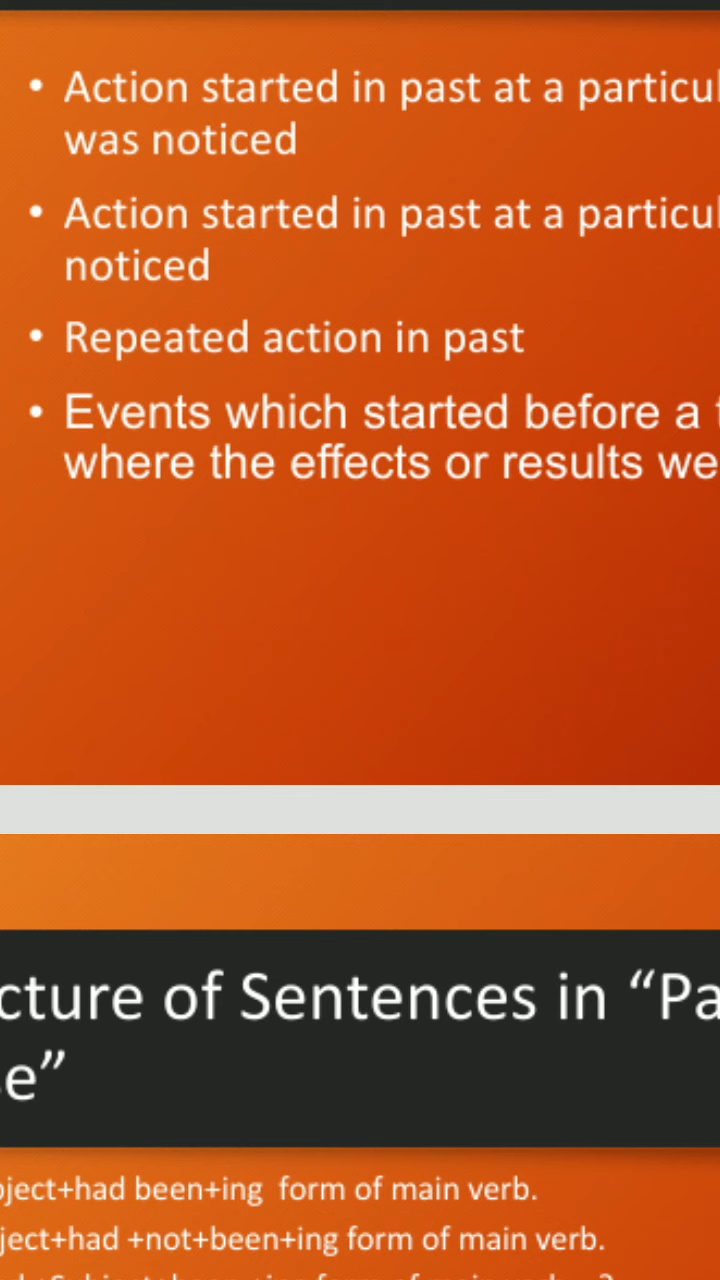 • Action started in past at a particul
was noticed
• Action started in past at a particul
noticed
• Repeated action in past
• Events which started before a
where the effects or results we
cture of Sentences in “Pa
e”
ject+had been+ing form of main verb.
ject+had +not+been+ing form of main verb.